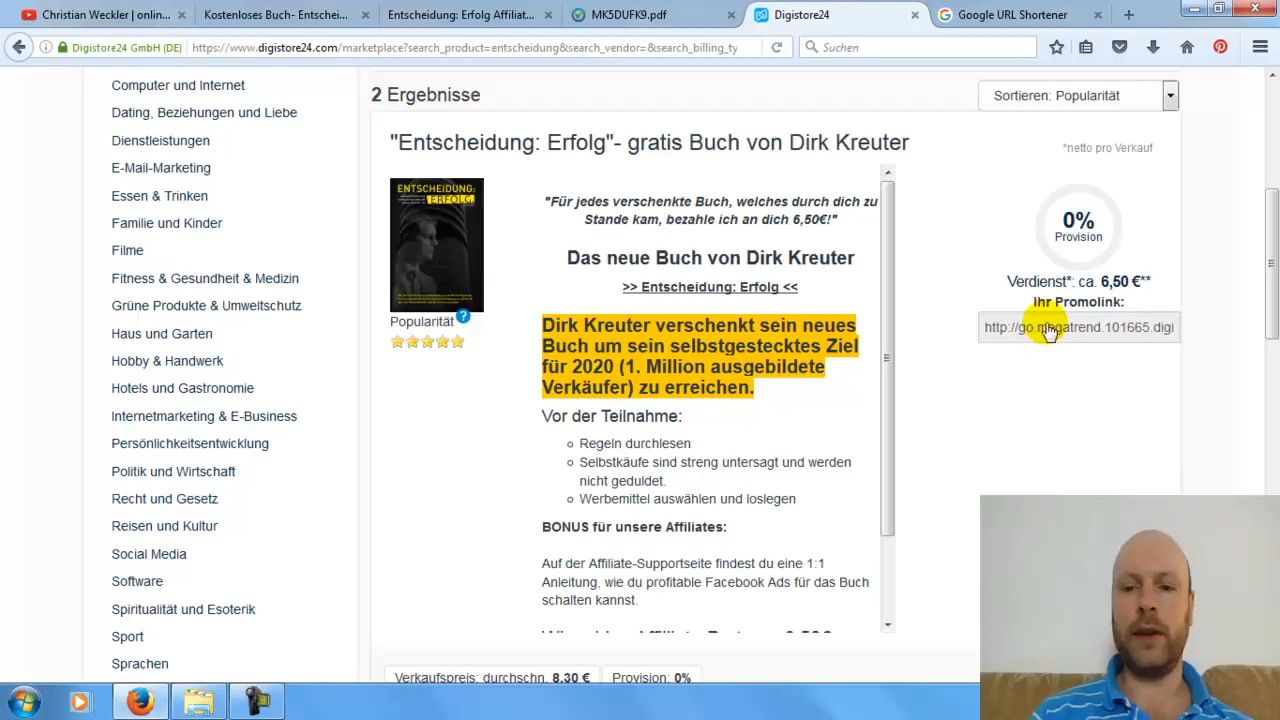 Christian Weckler | onlin...
Kostenloses Buch- Entschei...
Entscheidung: Erfolg Affiliat...
MK5DUFK9.pdf
Digistore24
Google URL Shortener
Digistore24 GmbH (DE)
https://www.digistore24.com/marketplace?search_product=entscheidung&search_vendor=&search_billing_ty
Suchen
Computer und Internet
Dating, Beziehungen und Liebe
Dienstleistungen
E-Mail-Marketing
Essen & Trinken
Familie und Kinder
Filme
Fitness & Gesundheit & Medizin
Grüne Produkte & Umweltschutz
Haus und Garten
Hobby & Handwerk
Hotels und Gastronomie
Internetmarketing & E-Business
Persönlichkeitsentwicklung
Politik und Wirtschaft
Recht und Gesetz
Reisen und Kultur
Social Media
Software
Spiritualität und Esoterik
Sport
Sprachen
2 Ergebnisse
Sortieren: Popularität
"Entscheidung: Erfolg"- gratis Buch von Dirk Kreuter
*netto pro Verkauf
ENTSCHEIDUNG:
ERFOLG.
Popularität
"Für jedes verschenkte Buch, welches durch dich zu
Stande kam, bezahle ich an dich 6,50€!"
Das neue Buch von Dirk Kreuter
>> Entscheidung: Erfolg <<
Dirk Kreuter verschenkt sein neues
Buch um sein selbstgestecktes Ziel
für 2020 (1. Million ausgebildete
Verkäufer) zu erreichen.
Vor der Teilnahme:
Regeln durchlesen
Selbstkäufe sind streng untersagt und werden
nicht geduldet.
Werbemittel auswählen und loslegen
BONUS für unsere Affiliates:
Auf der Affiliate-Supportseite findest du eine 1:1
Anleitung, wie du profitable Facebook Ads für das Buch
schalten kannst.
0%
Provision
Verdienst*: ca. 6,50 €**
Ihr Promolink:
http://go.megatrend.101665.digi
Verkaufspreis: durchschn. 8,30 €
Provision: 0%